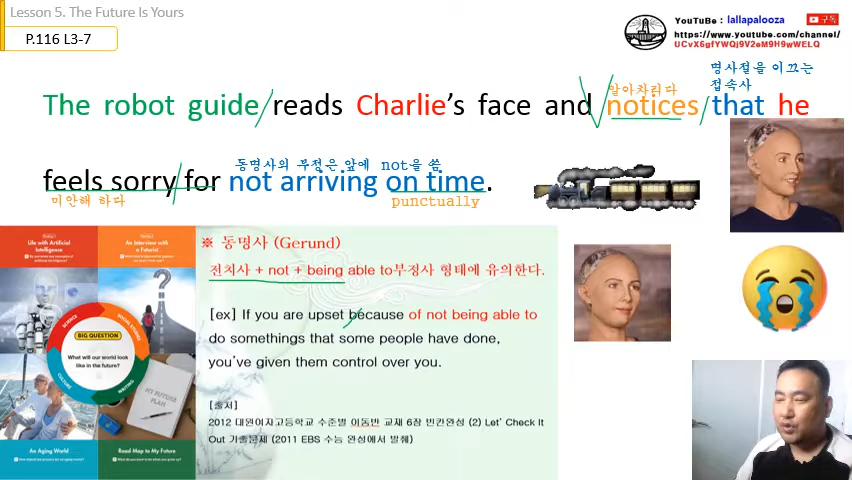 Lesson 5. The Future Is Yours
P.116 L3-7
YouTuBe : lallapalooza
구독
https://www.youtube.com/channel/
UCvX6gfYWQj9V2eM9H9wWELQ
명사절을 이끄는
접속사
알아차리다
The robot guide reads Charlie's face and notices that he
동명사의 부정은 앞에 not을 씀
feels sorry for not arriving on time.
미안해 하다
punctually
※ 동명사 (Gerund)
전치사 + not + being able to부정사 형태에 유의한다.
[ex] If you are upset because of not being able to
do somethings that some people have done,
you've given them control over you.
[출처]
2012 대원여자고등학교 수준별 이동반 교재 6장 빈칸완성 (2) Let' Check It
Out 기출문제 (2011 EBS 수능 완성에서 발췌)
Life with Artificial
Intelligence
An Interview with
a Futurist
SCIENCE
SOCIAL STUDIES
BIG QUESTION
What will our world look
like in the future?
CULTURE
WRITING
MY FUTURE
PLAN
An Aging World
Road Map to My Future